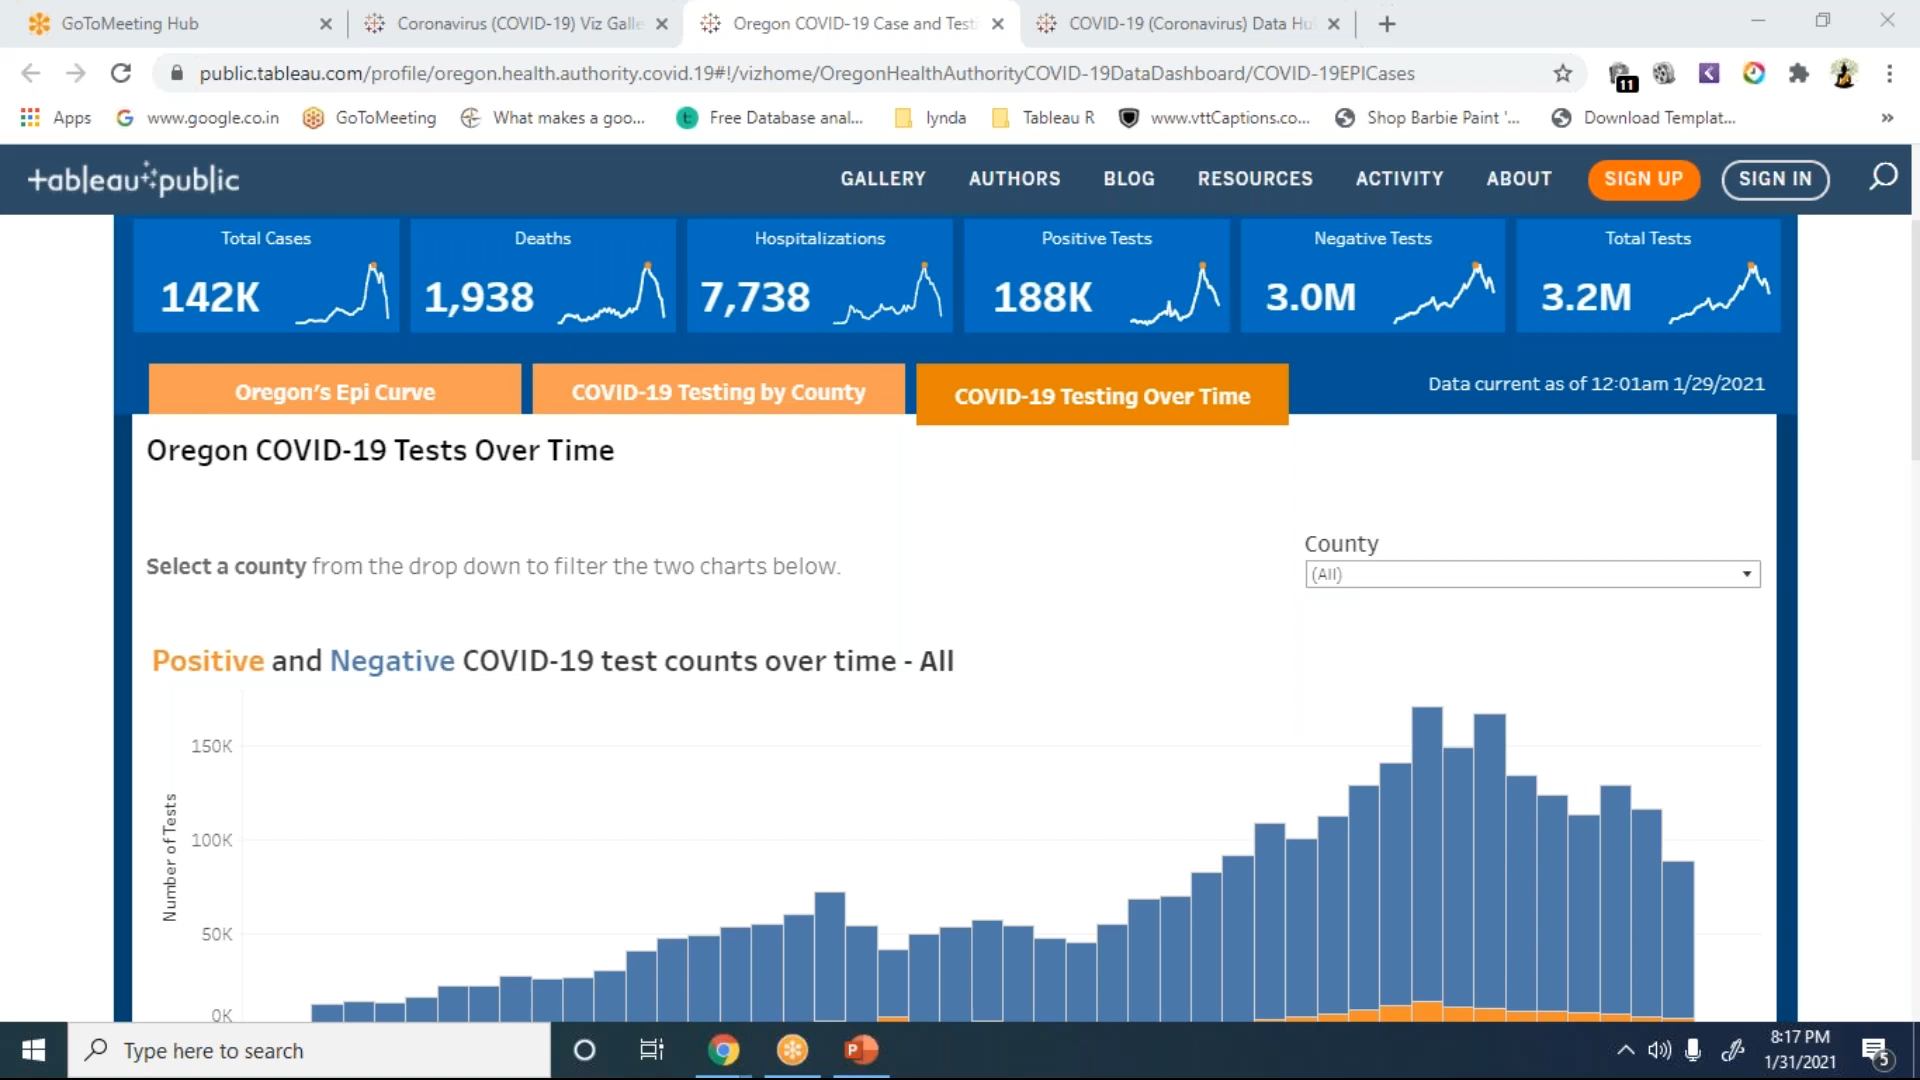 GoToMeeting Hub
Coronavirus (COVID-19) Viz Galle
Oregon COVID-19 Case and Testi
COVID-19 (Coronavirus) Data Hu
public.tableau.com/profile/oregon.health.authority.covid.19#!/vizhome/OregonHealthAuthorityCOVID-19DataDashboard/COVID-19EPICases
11
Apps
www.google.co.in
GoToMeeting
What makes a goo...
Free Database anal...
lynda
Tableau R
www.vttCaptions.co...
Shop Barbie Paint '...
Download Templat...
»
+ableau public
GALLERY
AUTHORS
BLOG
RESOURCES
ACTIVITY
ABOUT
SIGN UP
SIGN IN
Total Cases
142K
Deaths
1,938
Hospitalizations
7,738
Positive Tests
188K
Negative Tests
3.0M
Total Tests
3.2M
Oregon's Epi Curve
COVID-19 Testing by County
COVID-19 Testing Over Time
Data current as of 12:01am 1/29/2021
Oregon COVID-19 Tests Over Time
Select a county from the drop down to filter the two charts below.
County
(All)
Positive and Negative COVID-19 test counts over time - All
Number of Tests
150K
100K
50K
0K
Type here to search
8:17 PM
1/31/2021
5